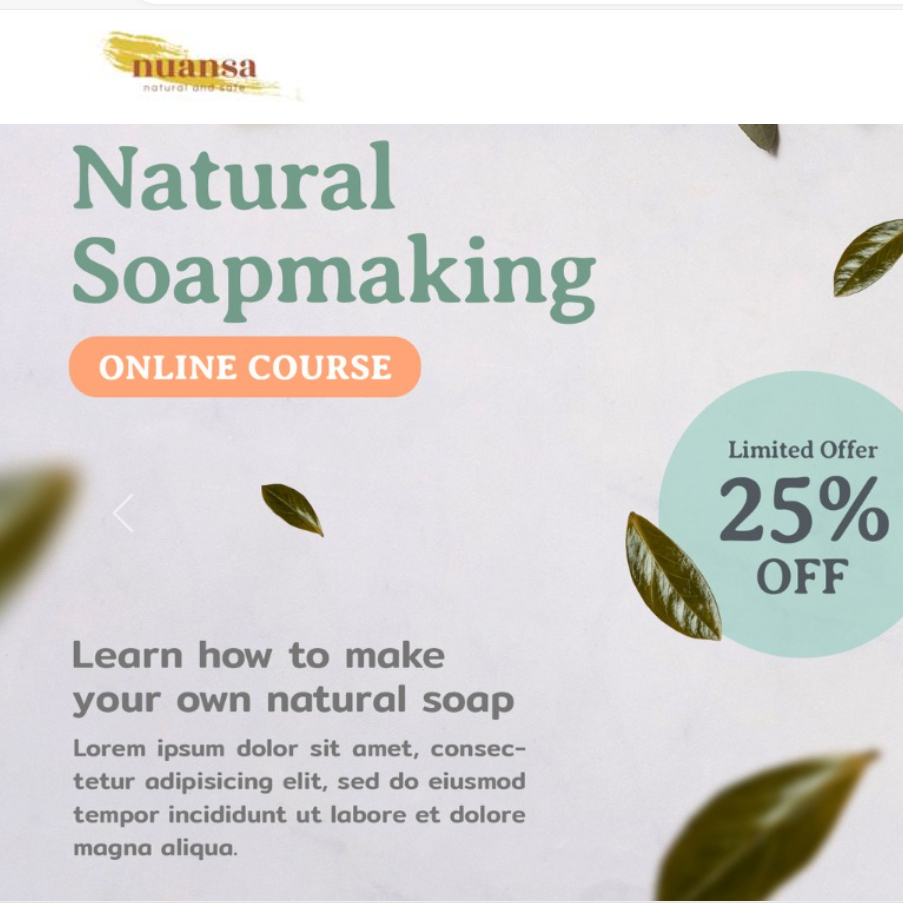 nuansa
natural and safe
Natural
Soapmaking
ONLINE COURSE
Limited Offer
25%
OFF
Learn how to make
your own natural soap
Lorem ipsum dolor sit amet, consec-
tetur adipisicing elit, sed do eiusmod
tempor incididunt ut labore et dolore
magna aliqua.